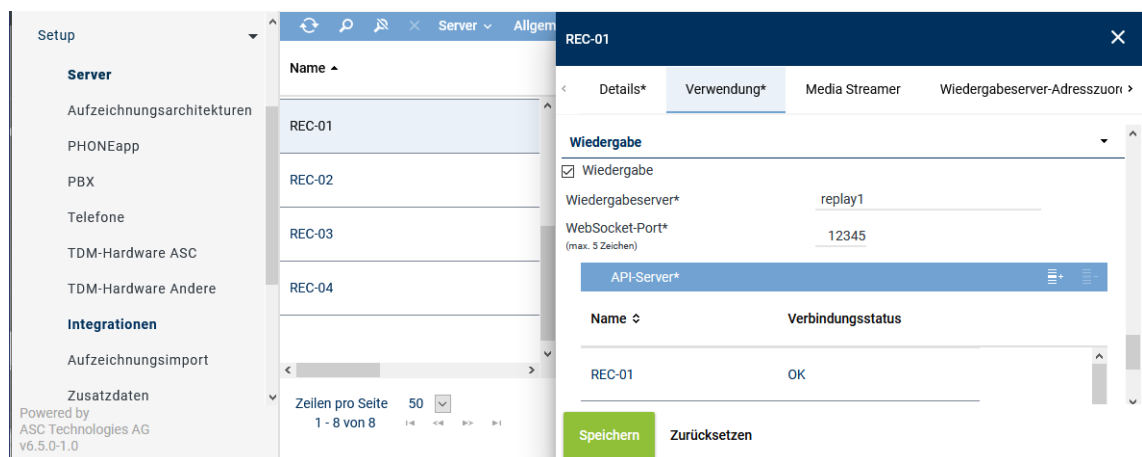 Setup
Server
Aufzeichnungsarchitekturen
PHONEapp
PBX
Telefone
TDM-Hardware ASC
TDM-Hardware Andere
Integrationen
Aufzeichnungsimport
Zusatzdaten
Powered by
ASC Technologies AG
v6.5.0-1.0
Server Allgem
Name
REC-01
REC-02
REC-03
REC-04
Zeilen pro Seite 50
1 - 8 von 8
REC-01
Details* Verwendung* Media Streamer Wiedergabeserver-Adresszuor
Wiedergabe
Wiedergabe
Wiedergabeserver* replay1
WebSocket-Port* 12345
(max. 5 Zeichen)
API-Server*
Name Verbindungsstatus
REC-01 OK
Speichern Zurücksetzen